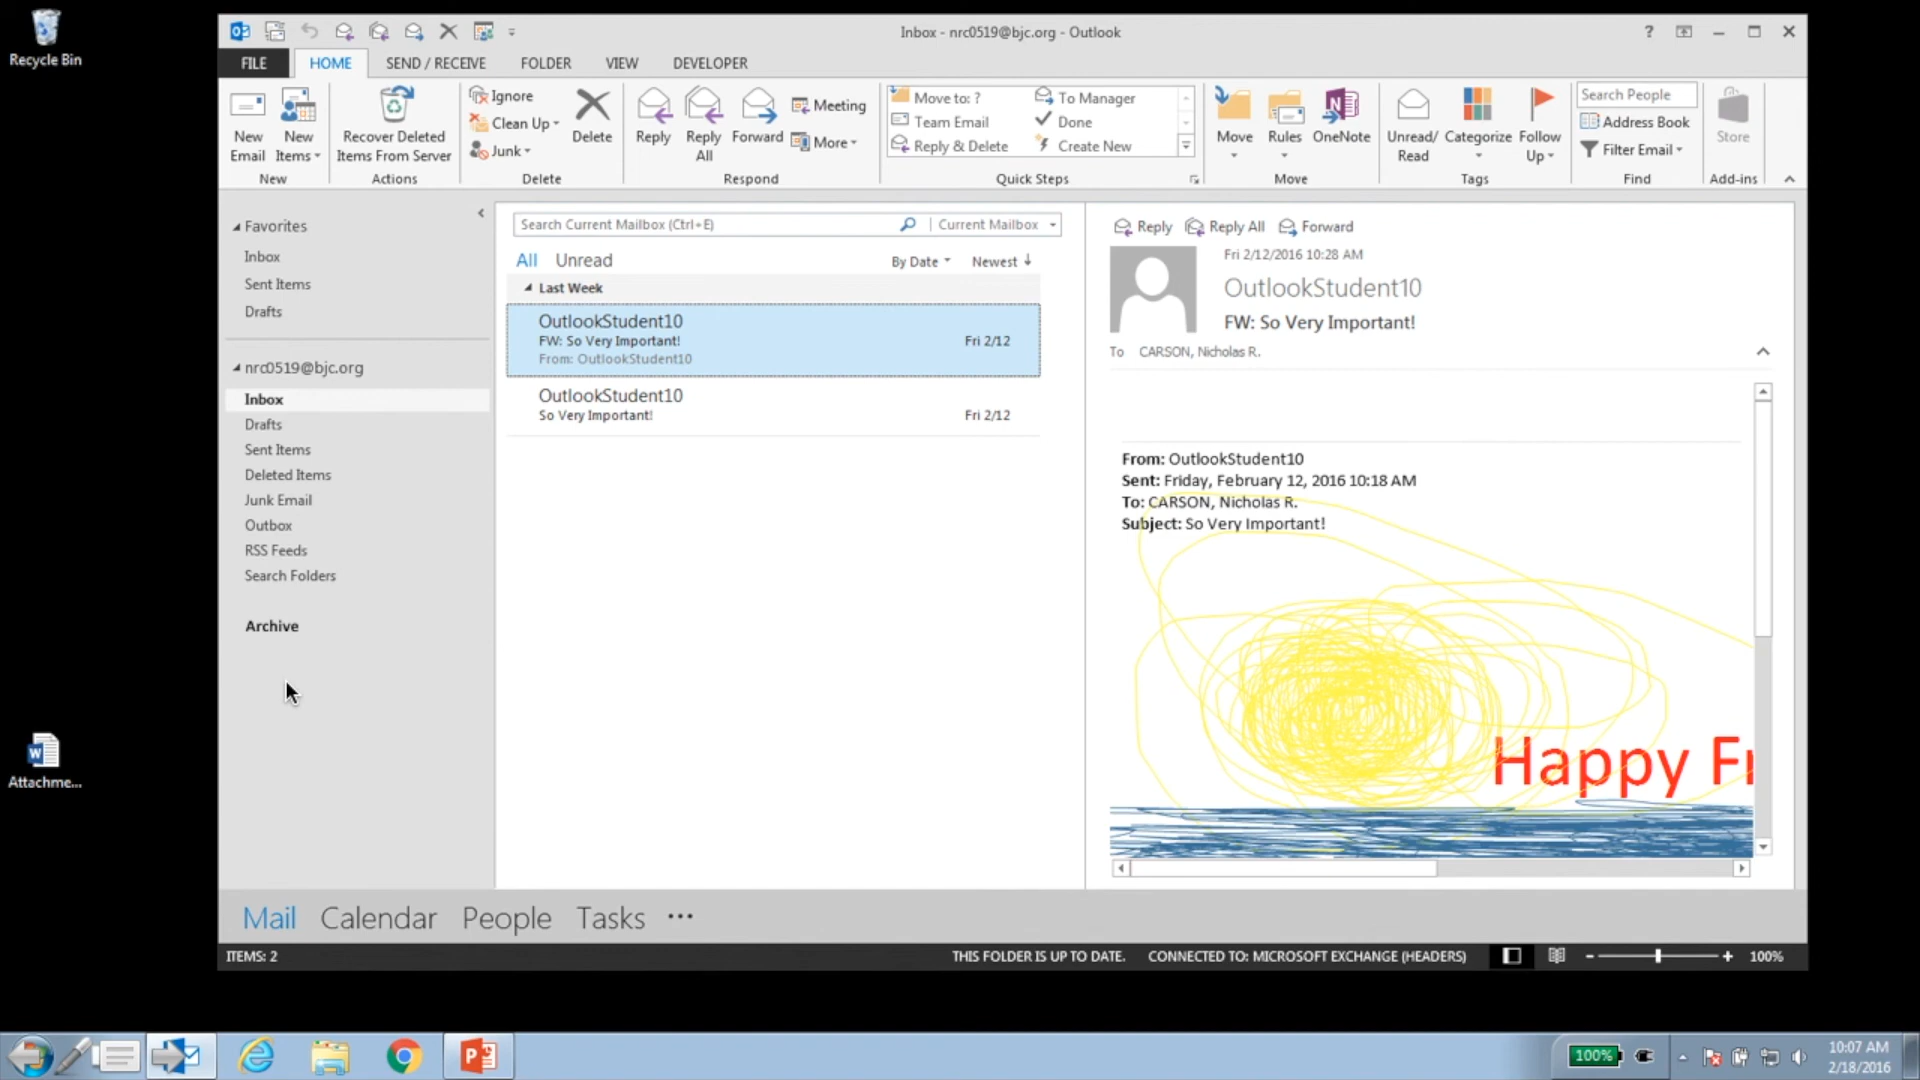 Recycle Bin
Inbox - nrc0519@bjc.org - Outlook
?
FILE HOME SEND / RECEIVE FOLDER VIEW DEVELOPER
New Email
New Items
New
Recover Deleted Items From Server
Actions
Ignore
Clean Up
Junk
Delete
Delete
Reply
Reply All
Forward
Meeting
More
Respond
Move to: ?
Team Email
Reply & Delete
To Manager
Done
Create New
Quick Steps
Move
Rules
OneNote
Move
Unread/ Read
Categorize
Follow Up
Tags
Search People
Address Book
Filter Email
Find
Store
Add-ins
Favorites
Inbox
Sent Items
Drafts
nrc0519@bjc.org
Inbox
Drafts
Sent Items
Deleted Items
Junk Email
Outbox
RSS Feeds
Search Folders
Archive
Search Current Mailbox (Ctrl+E) Current Mailbox
All Unread By Date Newest
Last Week
OutlookStudent10
FW: So Very Important! Fri 2/12
From: OutlookStudent10
OutlookStudent10
So Very Important! Fri 2/12
Reply Reply All Forward
Fri 2/12/2016 10:28 AM
OutlookStudent10
FW: So Very Important!
To CARSON, Nicholas R.
From: OutlookStudent10
Sent: Friday, February 12, 2016 10:18 AM
To: CARSON, Nicholas R.
Subject: So Very Important!
Happy Fr
Attachme...
Mail Calendar People Tasks ...
ITEMS: 2 THIS FOLDER IS UP TO DATE. CONNECTED TO: MICROSOFT EXCHANGE (HEADERS) 100%
100%
10:07 AM
2/18/2016